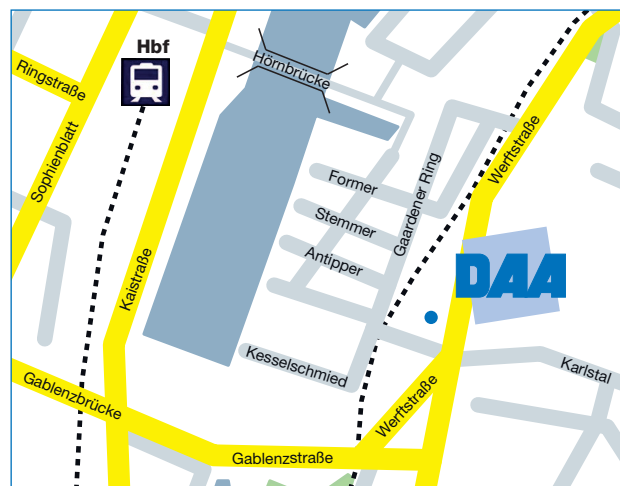 Hbf
Ringstraße
Hörnbrücke
Sophienblatt
Werftstraße
Former
Gaardener Ring
Stemmer
Antipper
Kaistraße
DAA
Kesselschmied
Karlstal
Gablenzbrücke
Werftstraße
Gablenzstraße